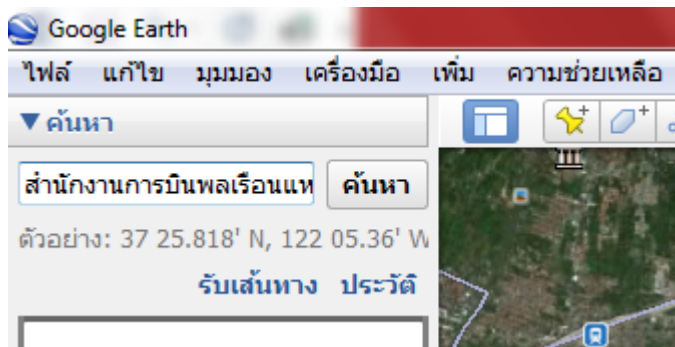 Google Earth
ไฟล์ แก้ไข มุมมอง เครื่องมือ เพิ่ม ความช่วยเหลือ
ค้นหา
สำนักงานการบินพลเรือนแห ค้นหา
ตัวอย่าง: 37 25.818' N, 122 05.36' W
รับเส้นทาง ประวัติ